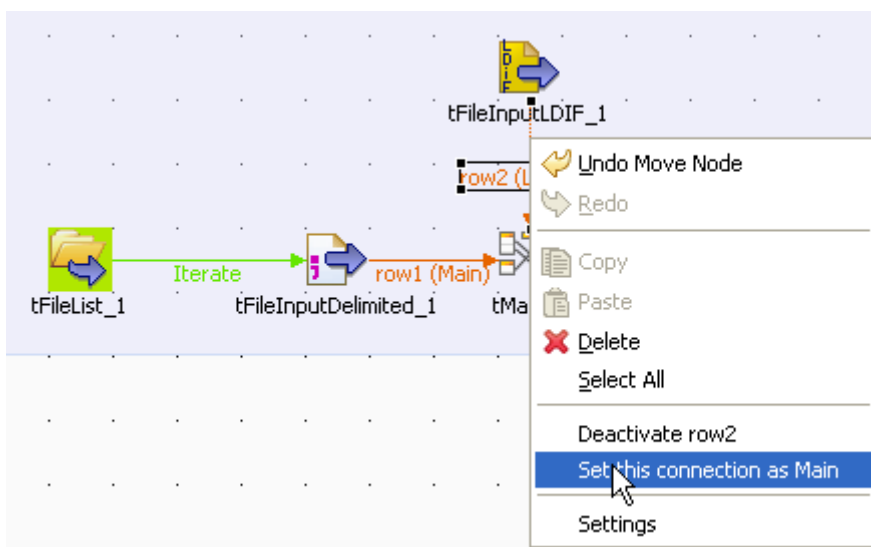 LDIF
tFileInputLDIF_1
row2 (L
Iterate
row1 (Main)
tFileList_1
tFileInputDelimited_1
tMa
Undo Move Node
Redo
Copy
Paste
Delete
Select All
Deactivate row2
Set this connection as Main
Settings